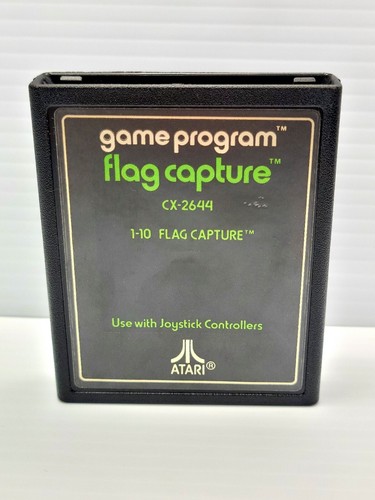 game program™
flag capture™
CX-2644
1-10 FLAG CAPTURE™
Use with Joystick Controllers
ATARI®